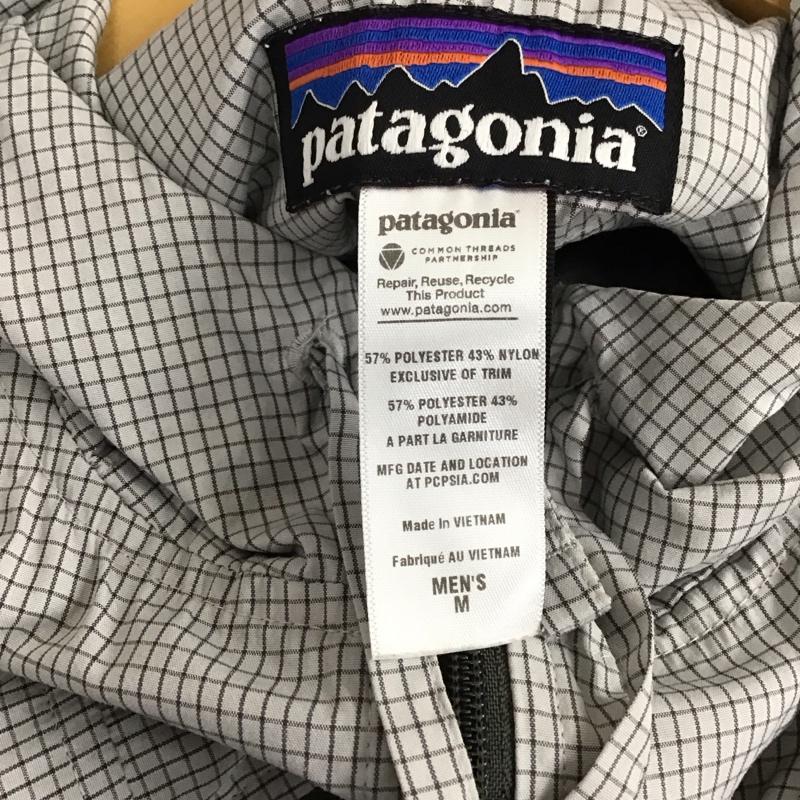 patagonia®
patagonia®
COMMON THREADS
PARTNERSHIP
Repair, Reuse, Recycle
This Product
www.patagonia.com
57% POLYESTER 43% NYLON
EXCLUSIVE OF TRIM
57% POLYESTER 43%
POLYAMIDE
A PART LA GARNITURE
MFG DATE AND LOCATION
AT PCPSIA.COM
Made In VIETNAM
Fabriqué AU VIETNAM
MEN'S
M